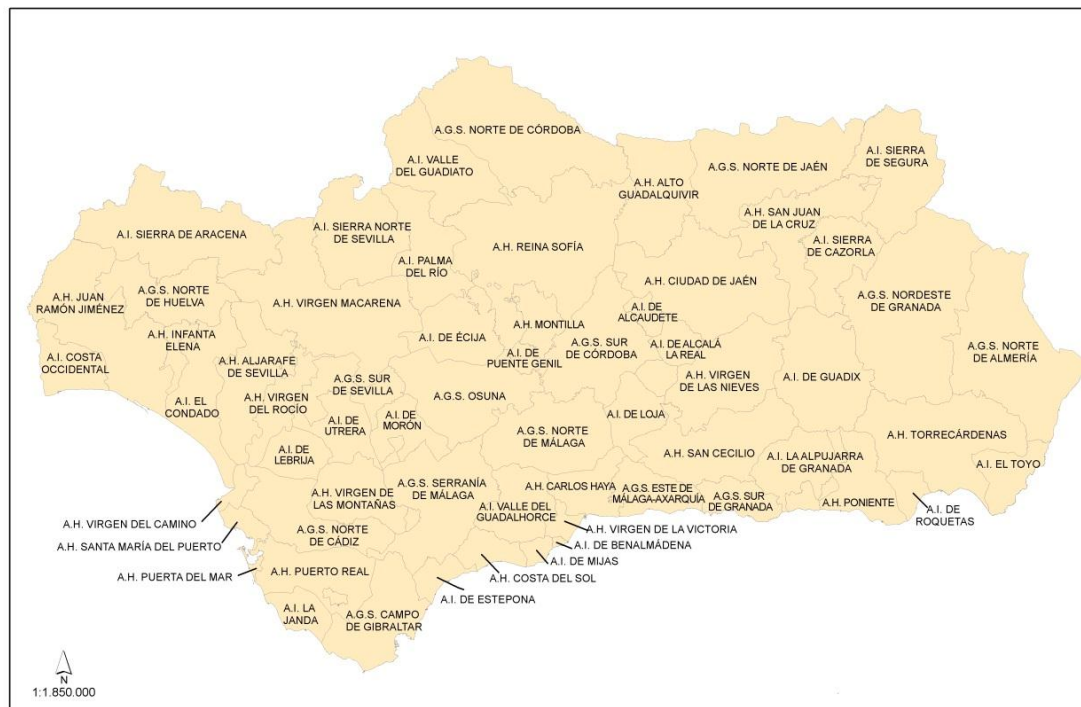 A.G.S. NORTE DE CÓRDOBA
A.I. VALLE
DEL GUADIATO
A.I. SIERRA
DE SEGURA
A.G.S. NORTE DE JAÉN
A.H. ALTO
GUADALQUIVIR
A.H. SAN JUAN
DE LA CRUZ
A.I. SIERRA DE ARACENA
A.I. SIERRA NORTE
DE SEVILLA
A.H. REINA SOFÍA
A.I. SIERRA
DE CAZORLA
A.I. PALMA
DEL RÍO
A.H. CIUDAD DE JAÉN
A.H. JUAN
RAMÓN JIMÉNEZ
A.G.S. NORTE
DE HUELVA
A.H. VIRGEN MACARENA
A.G.S. NORDESTE
DE GRANADA
A.I. DE
ALCAUDETE
A.H. MONTILLA
A.H. INFANTA
ELENA
A.I. DE ÉCIJA
A.G.S. SUR
DE CÓRDOBA
A.I. DE ALCALÁ
LA REAL
A.G.S. NORTE
DE ALMERÍA
A.I. COSTA
OCCIDENTAL
A.H. ALJARAFE
DE SEVILLA
A.I. DE
PUENTE GENIL
A.G.S. SUR
DE SEVILLA
A.H. VIRGEN
DE LAS NIEVES
A.I. DE GUADIX
A.I. EL
CONDADO
A.H. VIRGEN
DEL ROCÍO
A.G.S. OSUNA
A.I. DE
UTRERA
A.I. DE
MORÓN
A.I. DE LOJA
A.G.S. NORTE
DE MÁLAGA
A.H. TORRECÁRDENAS
A.I. DE
LEBRIJA
A.H. SAN CECILIO
A.I. LA ALPUJARRA
DE GRANADA
A.I. EL TOYO
A.G.S. SERRANÍA
DE MÁLAGA
A.H. CARLOS HAYA
A.G.S. ESTE DE
MÁLAGA-AXARQUÍA
A.G.S. SUR
DE GRANADA
A.H. PONIENTE
A.I. DE
ROQUETAS
A.H. VIRGEN DE
LAS MONTAÑAS
A.I. VALLE DEL
GUADALHORCE
A.H. VIRGEN DEL CAMINO
A.G.S. NORTE
DE CÁDIZ
A.H. VIRGEN DE LA VICTORIA
A.H. SANTA MARÍA DEL PUERTO
A.I. DE BENALMÁDENA
A.I. DE MIJAS
A.H. PUERTA DEL MAR
A.H. PUERTO REAL
A.H. COSTA DEL SOL
A.I. DE ESTEPONA
A.I. LA
JANDA
A.G.S. CAMPO
DE GIBRALTAR
N
1:1.850.000